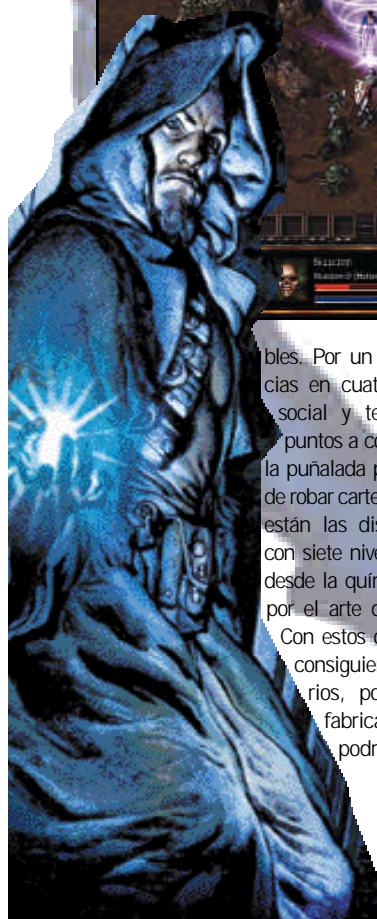 bles. Por un
cias en cuat
social y te
puntos a co
la puñalada p
de robar carte
están las dis
con siete nive
desde la quím
por el arte d
Con estos c
consiguie
rios, po
fabrica
podr